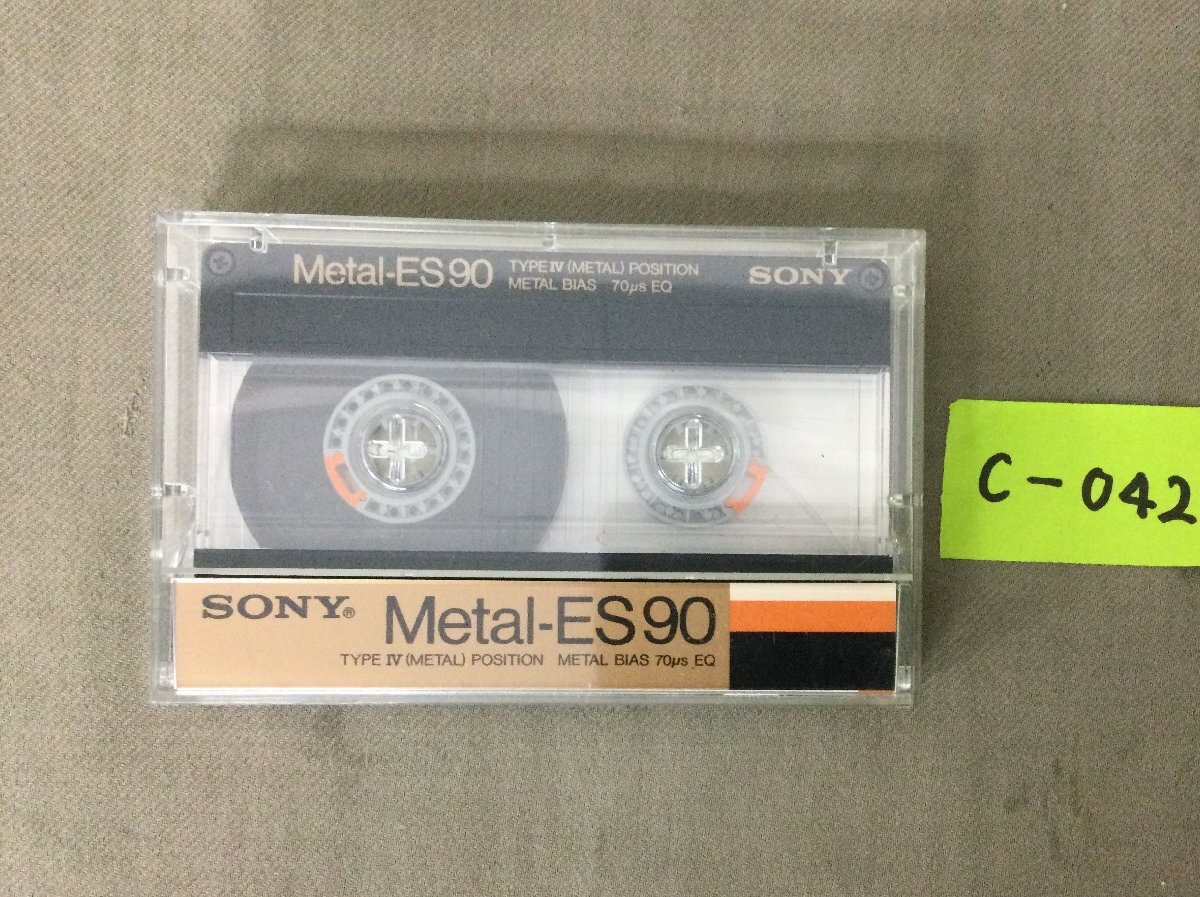 Metal-ES90 TYPE IV (METAL) POSITION SONY
METAL BIAS 70µs EQ
C-042
SONY® Metal-ES90
TYPE IV (METAL) POSITION METAL BIAS 70µs EQ